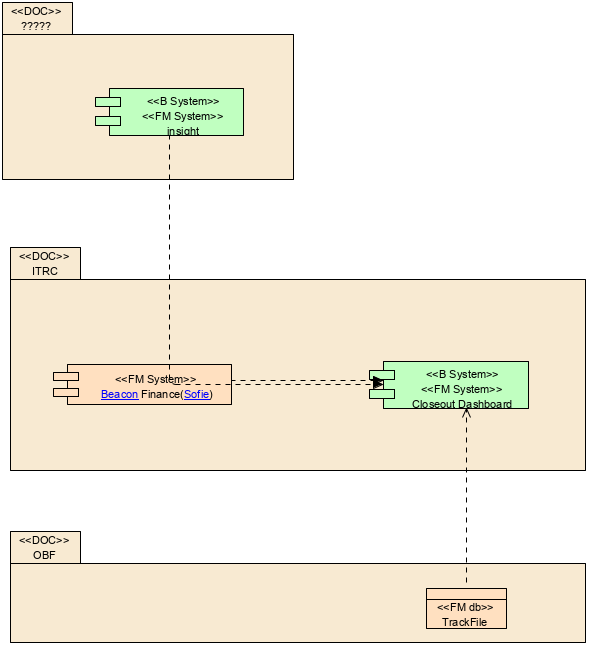 <<DOC>>
?????
<<B System>>
<<FM System>>
insight
<<DOC>>
ITRC
<<FM System>>
Beacon Finance(Sofie)
<<B System>>
<<FM System>>
Closeout Dashboard
<<DOC>>
OBF
<<FM db>>
TrackFile